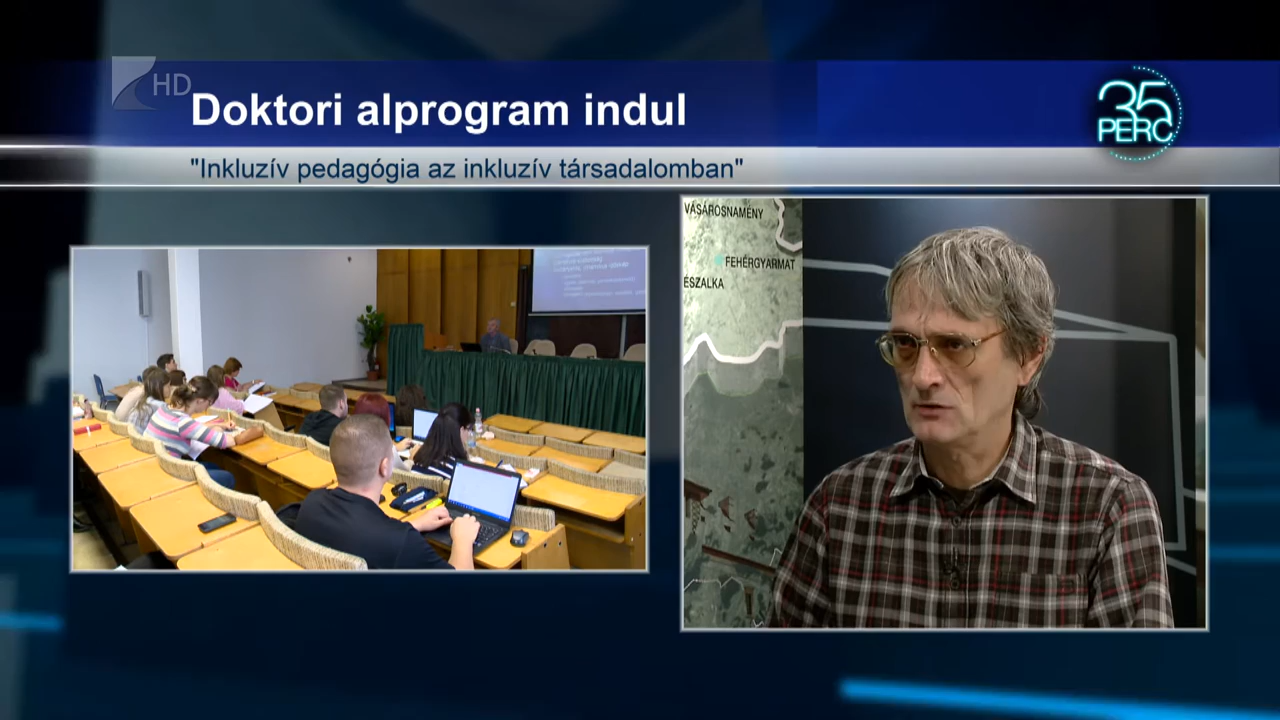 HD
Doktori alprogram indul
35
PERC
"Inkluzív pedagógia az inkluzív társadalomban"
VÁSÁROSNAMÉNY
FEHÉRGYARMAT
ÉSZALKA